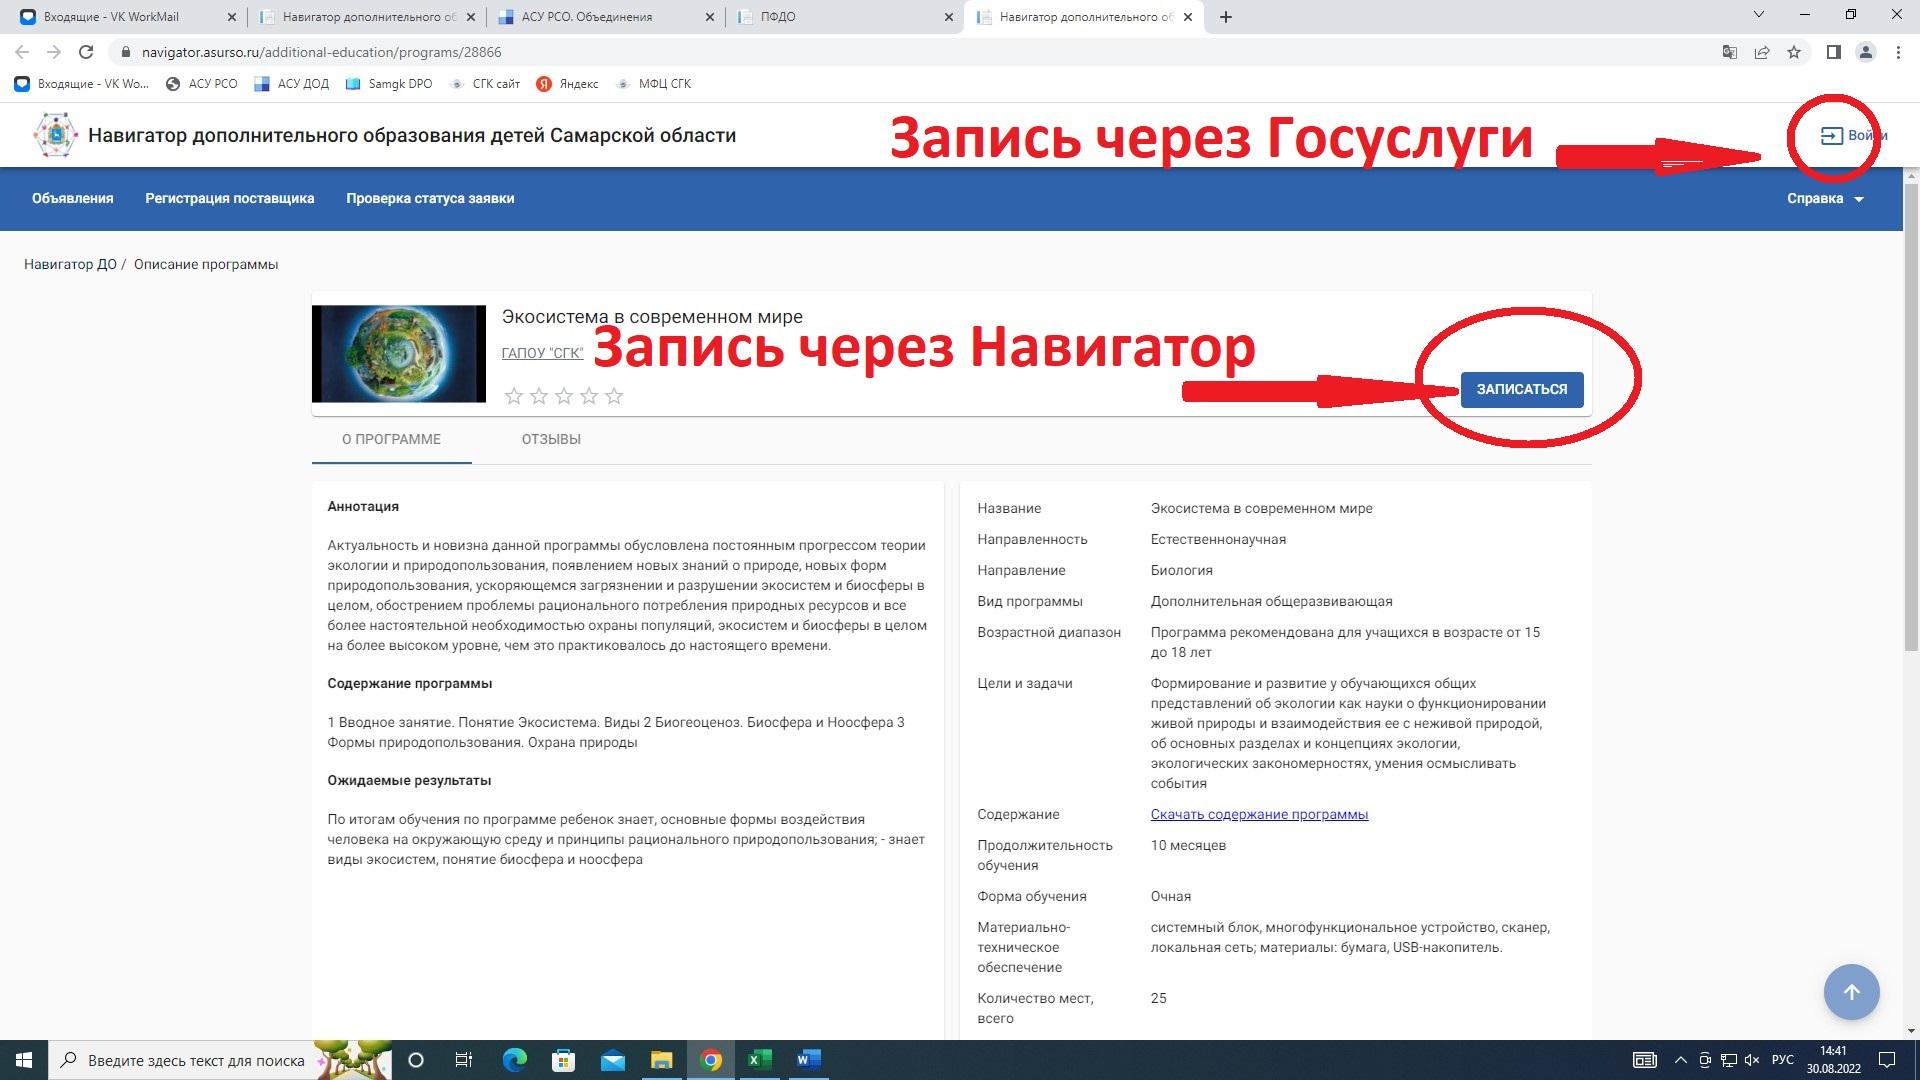 Входящие - VK WorkMail
Навигатор дополнительного об
АСУ РСО. Объединения
ПФДО
Навигатор дополнительного об
navigator.asurso.ru/additional-education/programs/28866
Входящие - VK Wo...
АСУ РСО
АСУ ДОД
Samgk DPO
СГК сайт
Яндекс
МФЦ СГК
Навигатор дополнительного образования детей Самарской области
Запись через Госуслуги
Войти
Объявления
Регистрация поставщика
Проверка статуса заявки
Справка
Навигатор ДО / Описание программы
Экосистема в современном мире
ГАПОУ "СГК"
Запись через Навигатор
ЗАПИСАТЬСЯ
О ПРОГРАММЕ
ОТЗЫВЫ
Аннотация
Актуальность и новизна данной программы обусловлена постоянным прогрессом теории
экологии и природопользования, появлением новых знаний о природе, новых форм
природопользования, ускоряющемся загрязнении и разрушении экосистем и биосферы в
целом, обострением проблемы рационального потребления природных ресурсов и все
более настоятельной необходимостью охраны популяций, экосистем и биосферы в целом
на более высоком уровне, чем это практиковалось до настоящего времени.
Содержание программы
1 Вводное занятие. Понятие Экосистема. Виды 2 Биогеоценоз. Биосфера и Ноосфера 3
Формы природопользования. Охрана природы
Ожидаемые результаты
По итогам обучения по программе ребенок знает, основные формы воздействия
человека на окружающую среду и принципы рационального природопользования; - знает
виды экосистем, понятие биосфера и ноосфера
Название
Экосистема в современном мире
Направленность
Естественнонаучная
Направление
Биология
Вид программы
Дополнительная общеразвивающая
Возрастной диапазон
Программа рекомендована для учащихся в возрасте от 15
до 18 лет
Цели и задачи
Формирование и развитие у обучающихся общих
представлений об экологии как науки о функционировании
живой природы и взаимодействия ее с неживой природой,
об основных разделах и концепциях экологии,
экологических закономерностях, умения осмысливать
события
Содержание
Скачать содержание программы
Продолжительность
обучения
10 месяцев
Форма обучения
Очная
Материально-
техническое
обеспечение
системный блок, многофункциональное устройство, сканер,
локальная сеть; материалы: бумага, USB-накопитель.
Количество мест,
всего
25
Введите здесь текст для поиска
РУС
14:41
30.08.2022